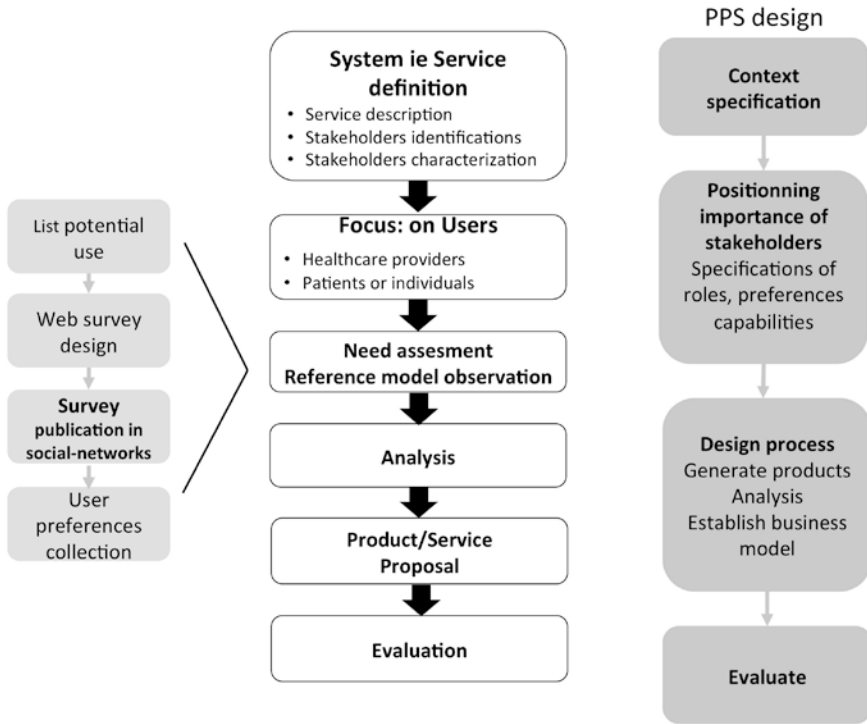 List potential
use
Web survey
design
Survey
publication in
social-networks
User
preferences
collection
System ie Service
definition
• Service description
• Stakeholders identifications
• Stakeholders characterization
Focus: on Users
• Healthcare providers
• Patients or individuals
Need assesment
Reference model observation
Analysis
Product/Service
Proposal
Evaluation
PPS design
Context
specification
Positionning
importance of
stakeholders
Specifications of
roles, preferences
capabilities
Design process
Generate products
Analysis
Establish business
model
Evaluate